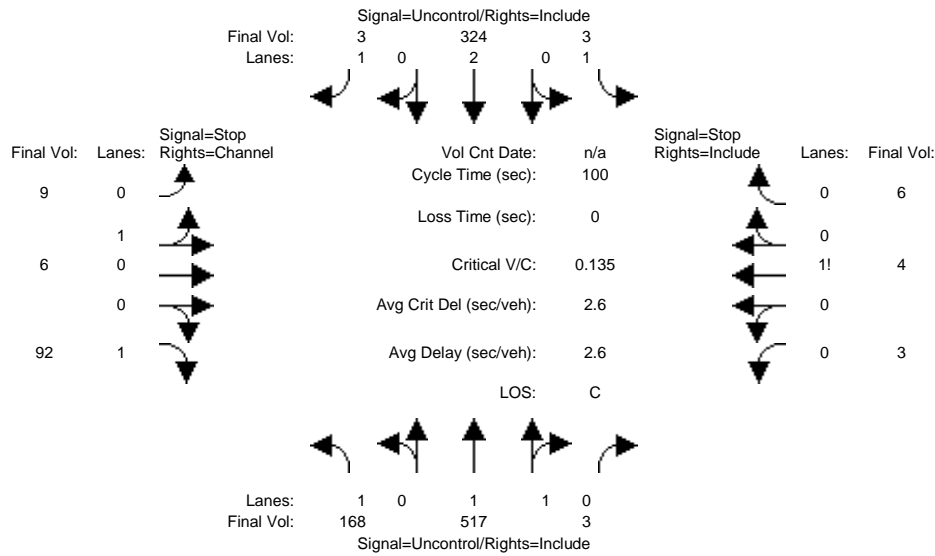 Signal=Uncontrol/Rights=Include
Final Vol: 3 324 3
Lanes: 1 0 2 0 1
Signal=Stop
Final Vol: Lanes: Rights=Channel
Vol Cnt Date: n/a
Signal=Stop
Rights=Include Lanes: Final Vol:
Cycle Time (sec): 100
9 0
0 6
Loss Time (sec): 0
1
0
6 0
Critical V/C: 0.135
1! 4
0
Avg Crit Del (sec/veh): 2.6
0
92 1
Avg Delay (sec/veh): 2.6
0 3
LOS: C
Lanes: 1 0 1 1 0
Final Vol: 168 517 3
Signal=Uncontrol/Rights=Include